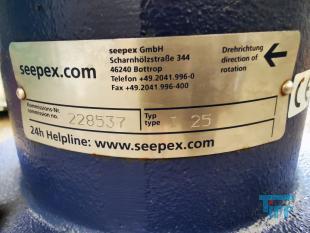 seepex.com
seepex GmbH
Scharnhölzstraße 344
46240 Bottrop
Telefon +49.2041.996-0
Fax +49.2041.996-400
Drehrichtung
direction of
rotation
Kommissions-Nr.
commission no. 228537
Typ
type I 25
24h Helpline: www.seepex.com
CE